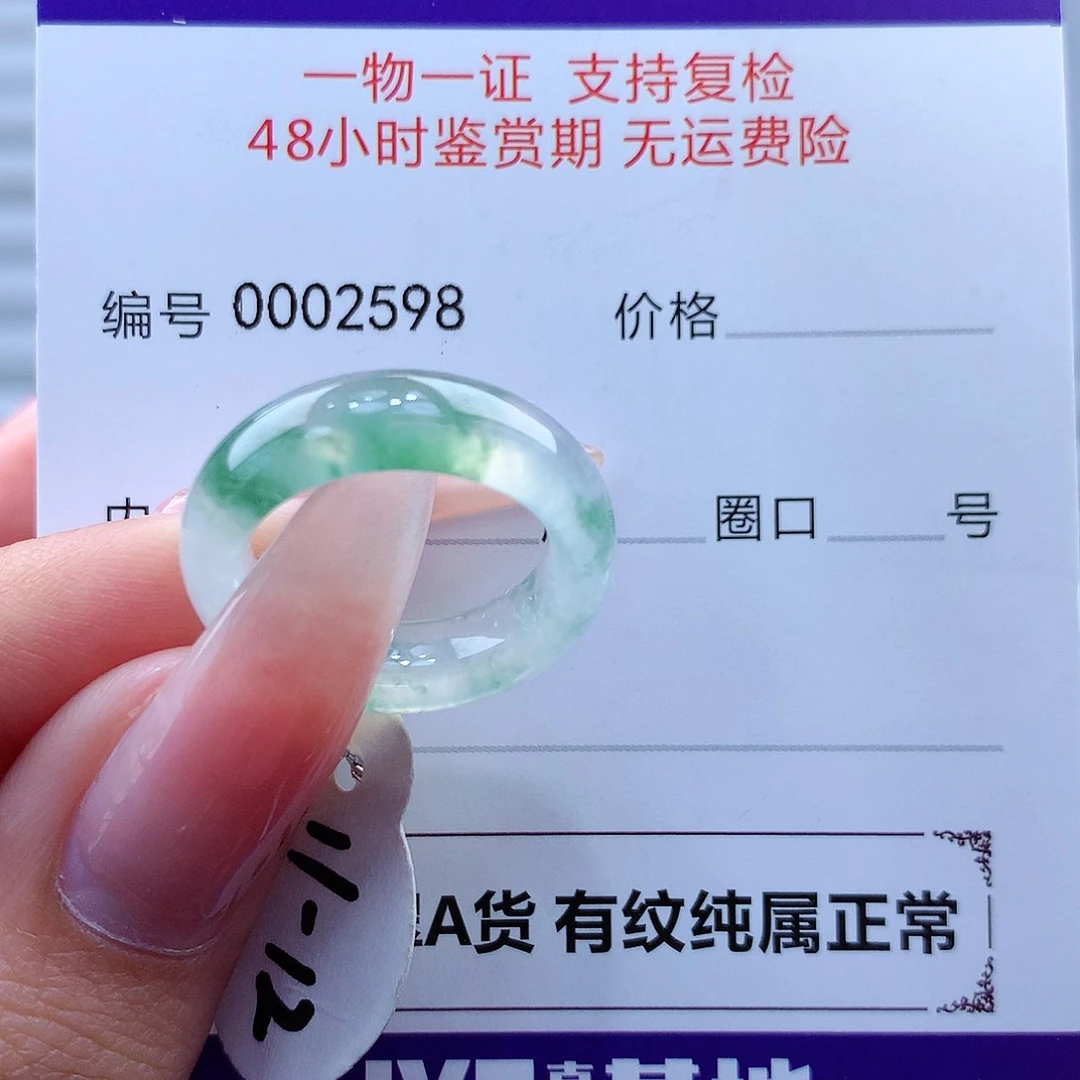 一物一证 支持复检
48小时鉴赏期 无运费险
编号 0002598 价格
圈口 号
A货 有纹纯属正常
11-12